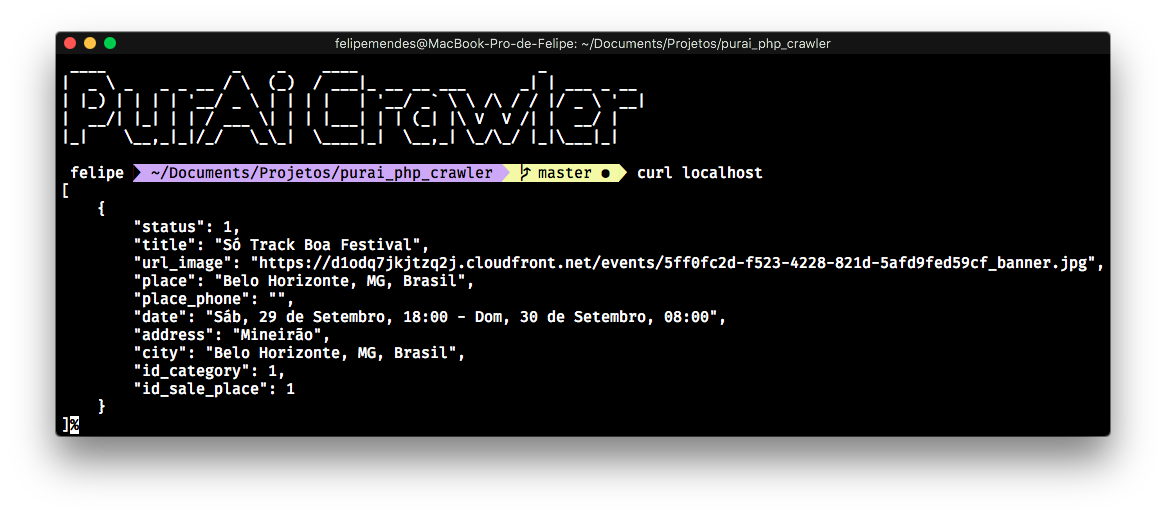 felipemendes@MacBook-Pro-de-Felipe: ~/Documents/Projetos/purai_php_crawler
PurAi Crawler
felipe ~/Documents/Projetos/purai_php_crawler master ● curl localhost
[
    {
        "status": 1,
        "title": "Só Track Boa Festival",
        "url_image": "https://d1odq7jkjtzq2j.cloudfront.net/events/5ff0fc2d-f523-4228-821d-5afd9fed59cf_banner.jpg",
        "place": "Belo Horizonte, MG, Brasil",
        "place_phone": "",
        "date": "Sáb, 29 de Setembro, 18:00 - Dom, 30 de Setembro, 08:00",
        "address": "Mineirão",
        "city": "Belo Horizonte, MG, Brasil",
        "id_category": 1,
        "id_sale_place": 1
    }
]%